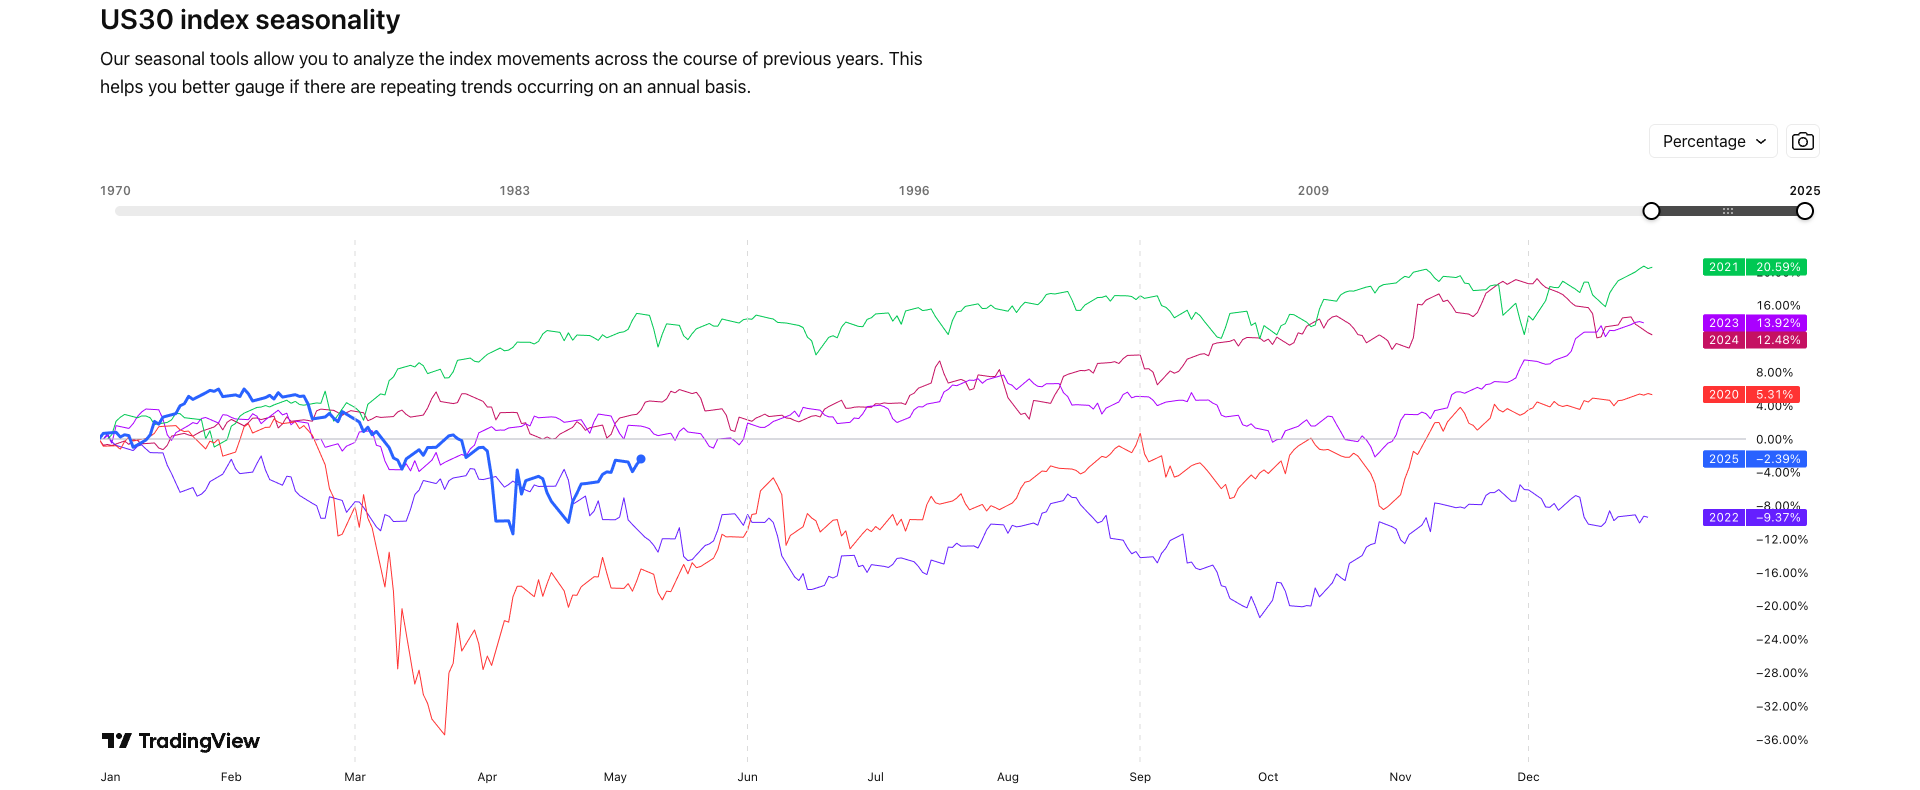 US30 index seasonality
Our seasonal tools allow you to analyze the index movements across the course of previous years. This
helps you better gauge if there are repeating trends occurring on an annual basis.
Percentage
1970 1983 1996 2009 2025
2021 20.59%
16.00%
2023 13.92%
2024 12.48%
8.00%
2020 5.31%
4.00%
0.00%
2025 −2.39%
−4.00%
−8.00%
2022 −9.37%
−12.00%
−16.00%
−20.00%
−24.00%
−28.00%
−32.00%
−36.00%
TradingView
Jan Feb Mar Apr May Jun Jul Aug Sep Oct Nov Dec